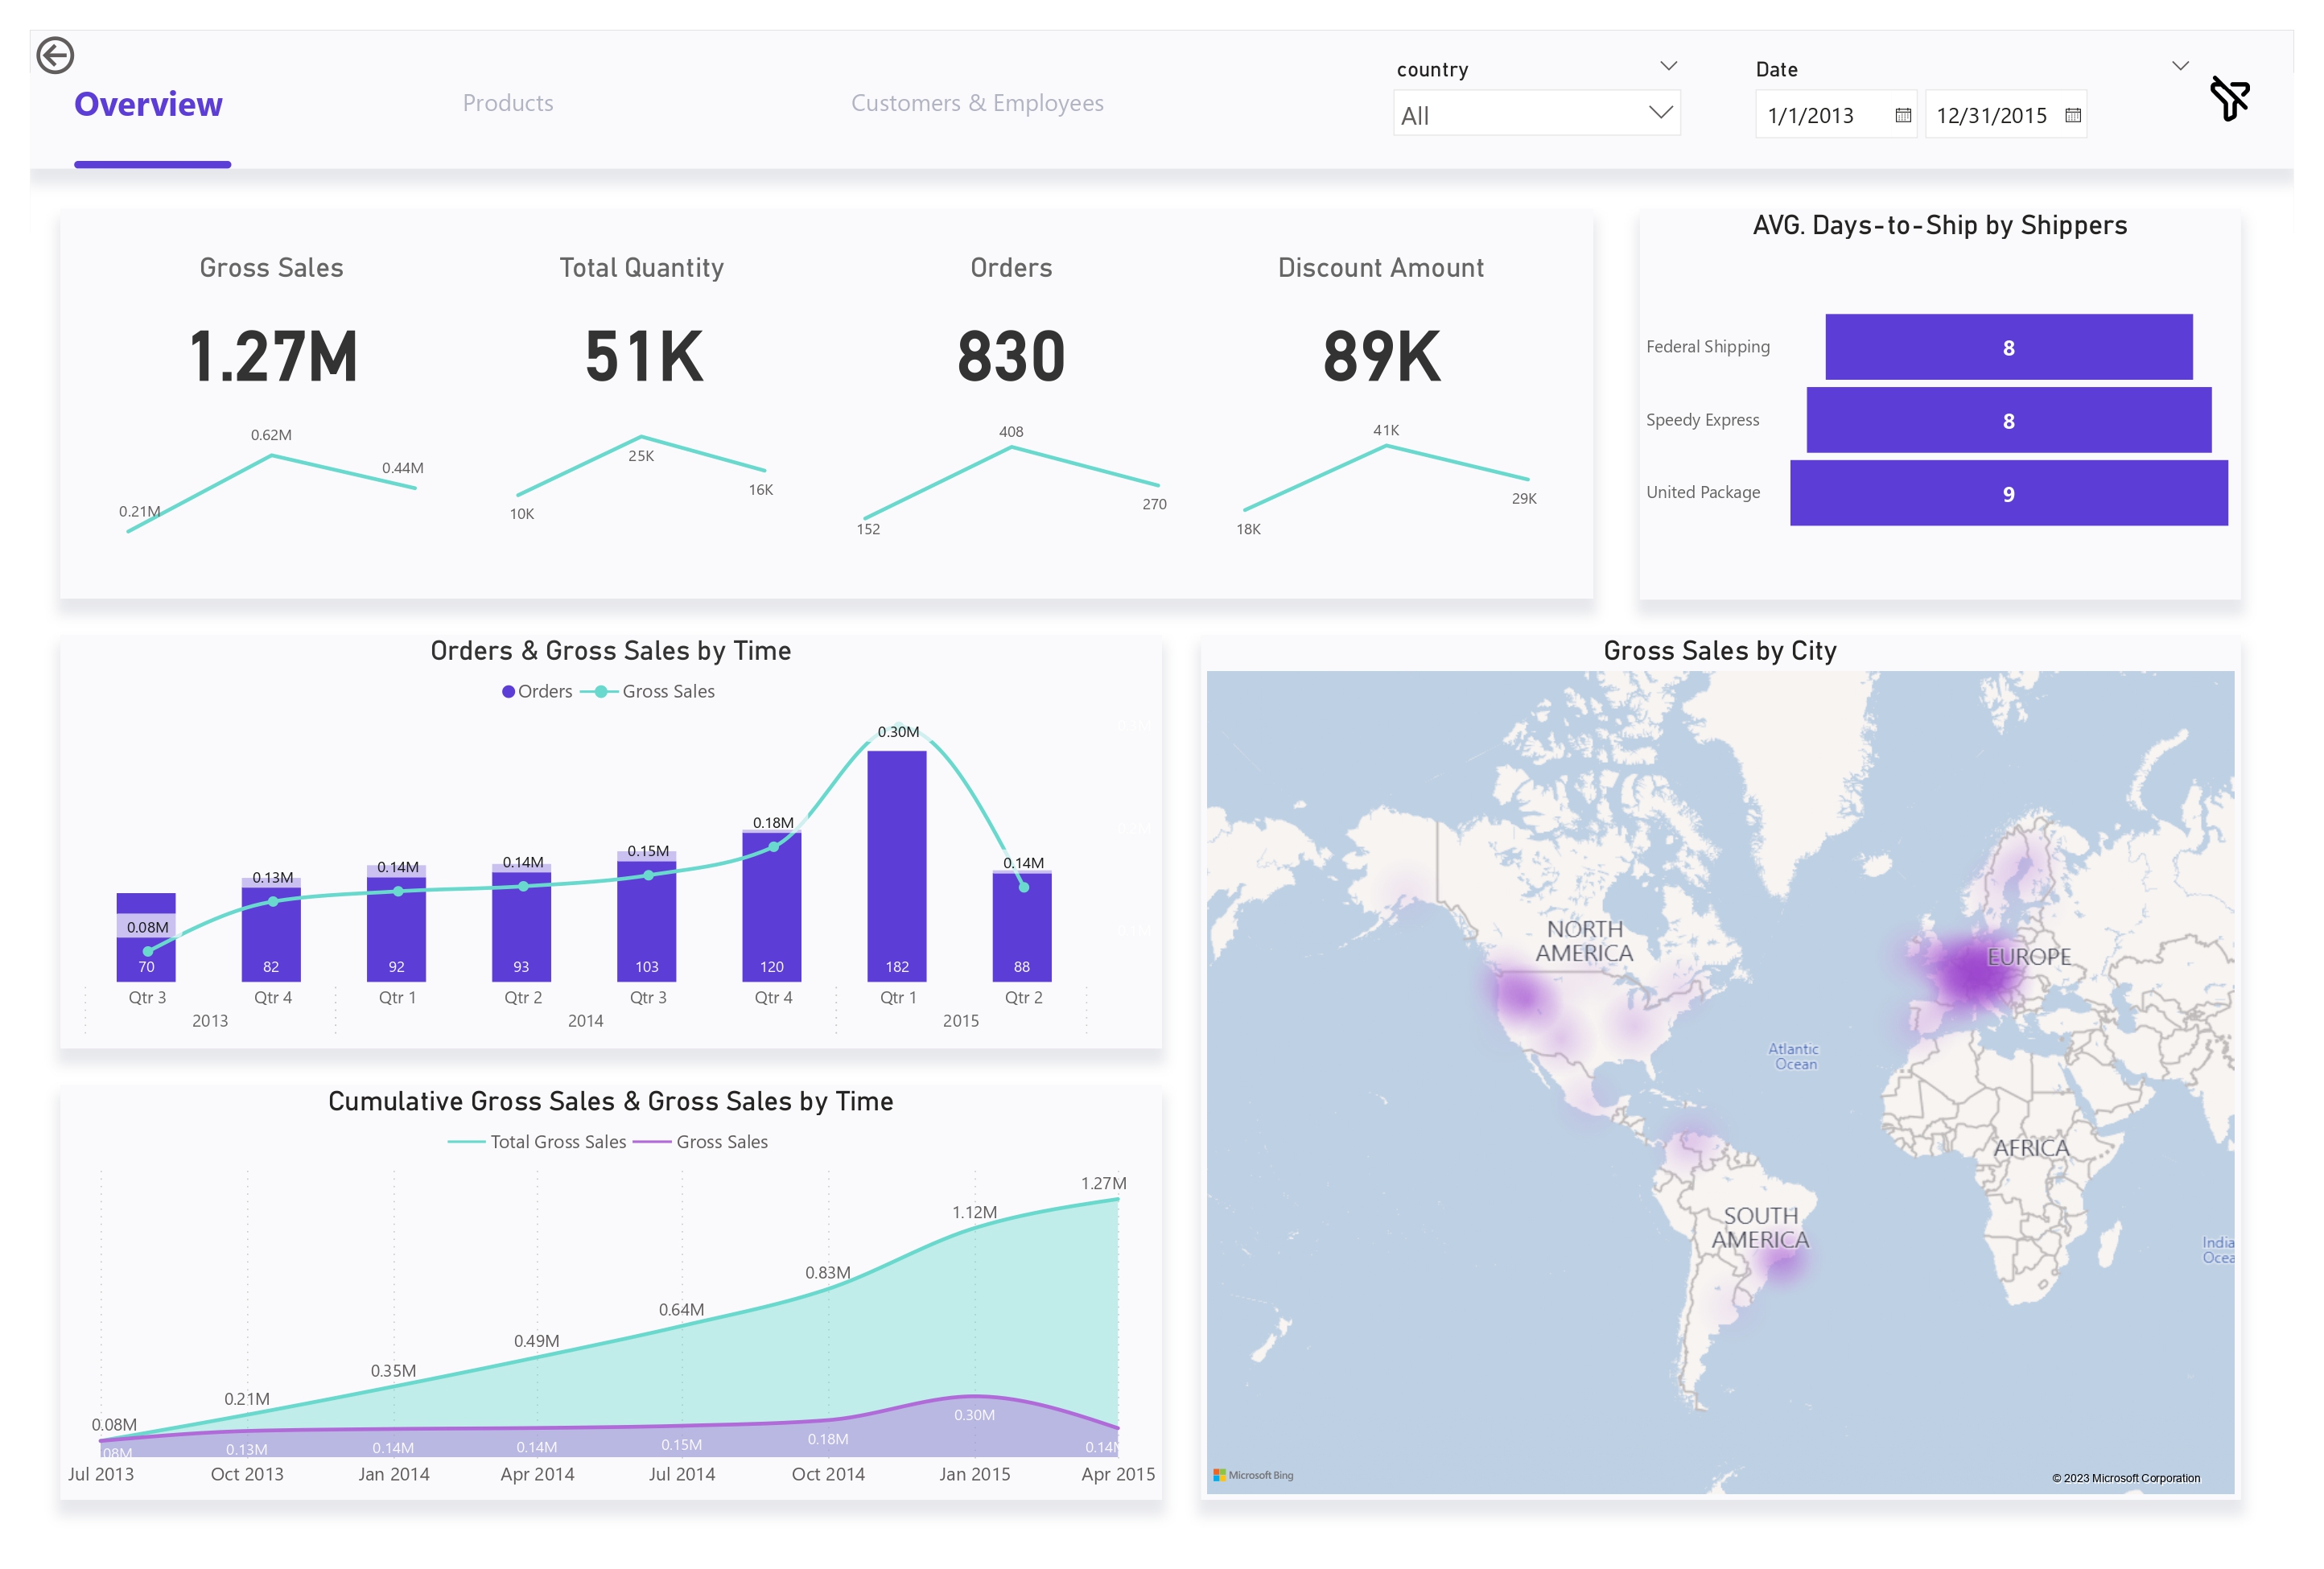 Overview
Products
Customers & Employees
country
All
Date
1/1/2013
12/31/2015
Gross Sales
1.27M
0.21M
0.62M
0.44M
Total Quantity
51K
10K
25K
16K
Orders
830
152
408
270
Discount Amount
89K
18K
41K
29K
AVG. Days-to-Ship by Shippers
Federal Shipping 8
Speedy Express 8
United Package 9
Orders & Gross Sales by Time
Orders Gross Sales
0.08M 0.13M 0.14M 0.14M 0.15M 0.18M 0.30M 0.14M
70 82 92 93 103 120 182 88
Qtr 3 Qtr 4 Qtr 1 Qtr 2 Qtr 3 Qtr 4 Qtr 1 Qtr 2
2013 2014 2015
Cumulative Gross Sales & Gross Sales by Time
Total Gross Sales Gross Sales
0.08M 0.21M 0.35M 0.49M 0.64M 0.83M 1.12M 1.27M
08M 0.13M 0.14M 0.14M 0.15M 0.18M 0.30M 0.14M
Jul 2013 Oct 2013 Jan 2014 Apr 2014 Jul 2014 Oct 2014 Jan 2015 Apr 2015
Gross Sales by City
NORTH
AMERICA
EUROPE
Atlantic
Ocean
AFRICA
SOUTH
AMERICA
India
Ocea
Microsoft Bing
© 2023 Microsoft Corporation